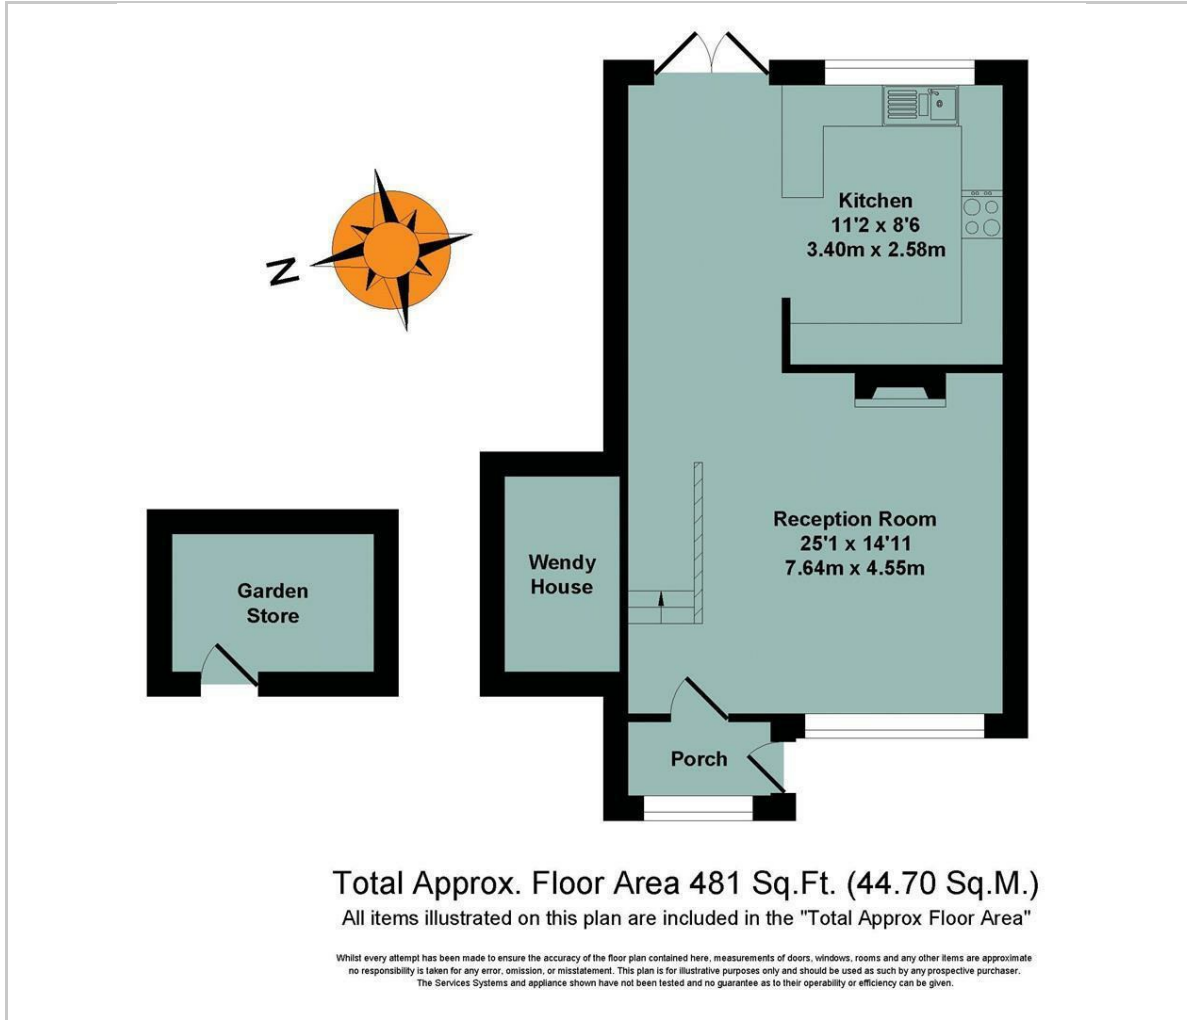 N
Kitchen
11'2 x 8'6
3.40m x 2.58m
Reception Room
25'1 x 14'11
7.64m x 4.55m
Wendy
House
Garden
Store
Porch
Total Approx. Floor Area 481 Sq.Ft. (44.70 Sq.M.)
All items illustrated on this plan are included in the "Total Approx Floor Area"
Whilst every attempt has been made to ensure the accuracy of the floor plan contained here, measurements of doors, windows, rooms and any other items are approximate
no responsibility is taken for any error, omission, or misstatement. This plan is for illustrative purposes only and should be used as such by any prospective purchaser.
The Services Systems and appliance shown have not been tested and no guarantee as to their operability or efficiency can be given.